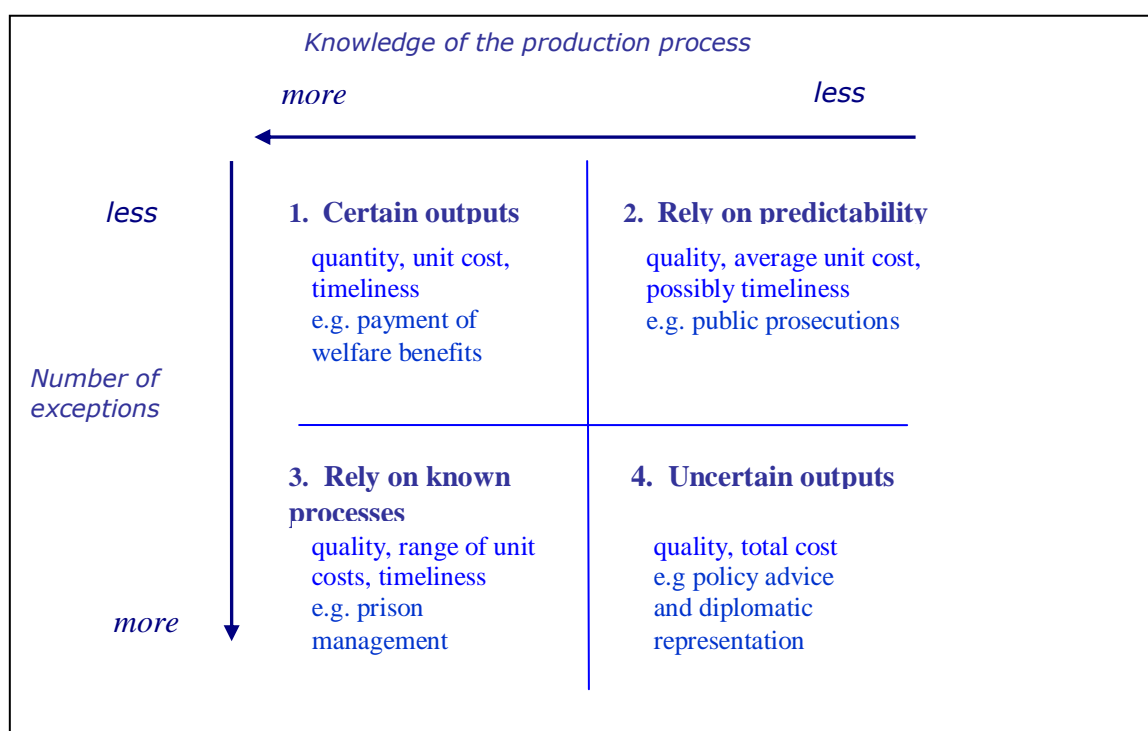 Knowledge of the production process
more
less
less
1. Certain outputs
quantity, unit cost,
timeliness
e.g. payment of
welfare benefits
2. Rely on predictability
quality, average unit cost,
possibly timeliness
e.g. public prosecutions
Number of
exceptions
3. Rely on known
processes
quality, range of unit
costs, timeliness
e.g. prison
management
4. Uncertain outputs
quality, total cost
e.g policy advice
and diplomatic
representation
more